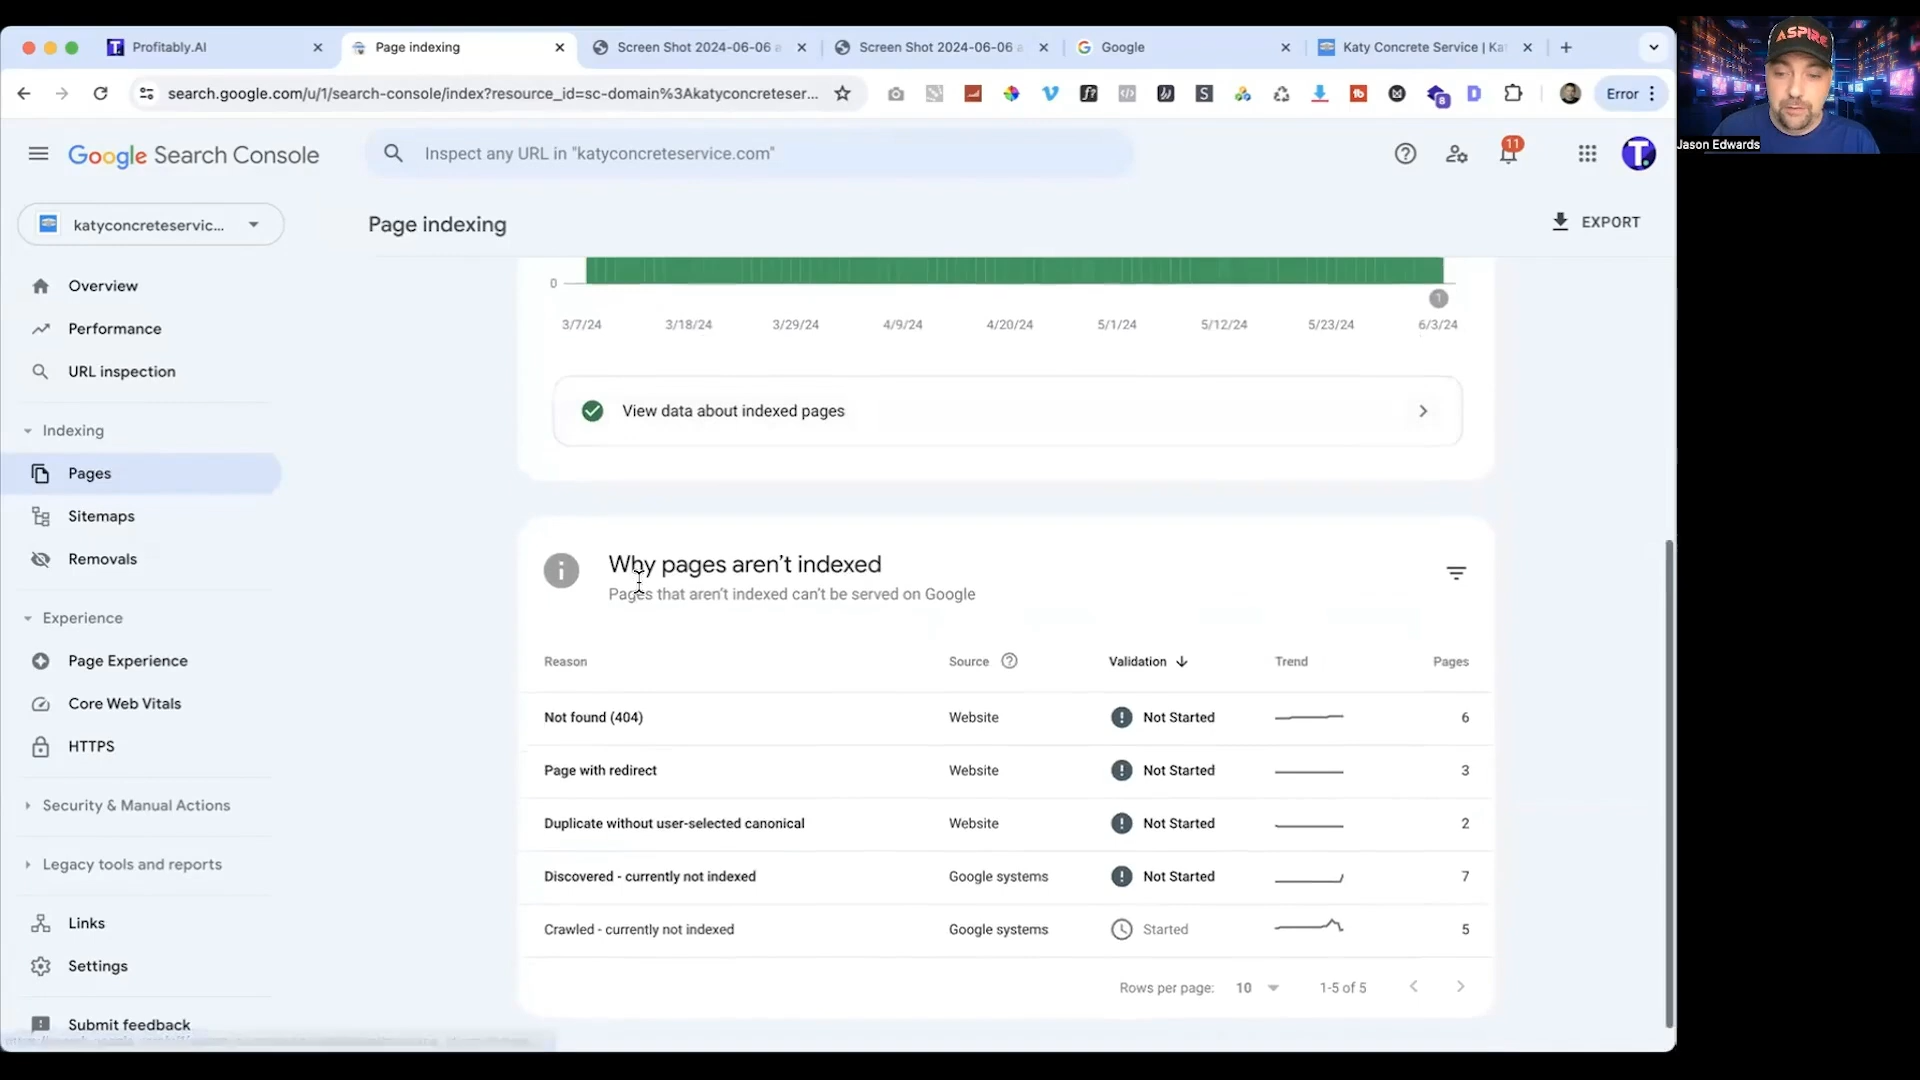 Profitably.AI
Page indexing
Screen Shot 2024-06-06 a
Screen Shot 2024-06-06 a
Google
Katy Concrete Service | Kat
search.google.com/u/1/search-console/index?resource_id=sc-domain%3Akatyconcreteser...
Error
ASPIRE
Jason Edwards
Google Search Console
Inspect any URL in "katyconcreteservice.com"
11
katyconcreteservic...
Page indexing
EXPORT
Overview
Performance
URL inspection
Indexing
Pages
Sitemaps
Removals
Experience
Page Experience
Core Web Vitals
HTTPS
Security & Manual Actions
Legacy tools and reports
Links
Settings
Submit feedback
0
1
3/7/24 3/18/24 3/29/24 4/9/24 4/20/24 5/1/24 5/12/24 5/23/24 6/3/24
View data about indexed pages
Why pages aren't indexed
Pages that aren't indexed can't be served on Google
Reason Source Validation Trend Pages
Not found (404) Website Not Started 6
Page with redirect Website Not Started 3
Duplicate without user-selected canonical Website Not Started 2
Discovered - currently not indexed Google systems Not Started 7
Crawled - currently not indexed Google systems Started 5
Rows per page: 10 1-5 of 5